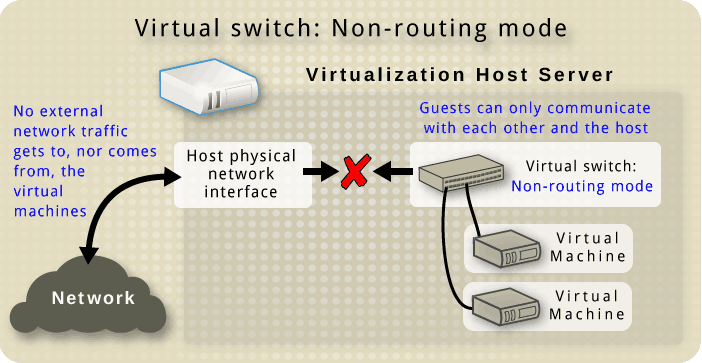 Virtual switch: Non-routing mode
Virtualization Host Server
No external
network traffic
gets to, nor comes
from, the
virtual
machines
Guests can only communicate
with each other and the host
Host physical
network
interface
Virtual switch:
Non-routing mode
Virtual
Machine
Virtual
Machine
Network